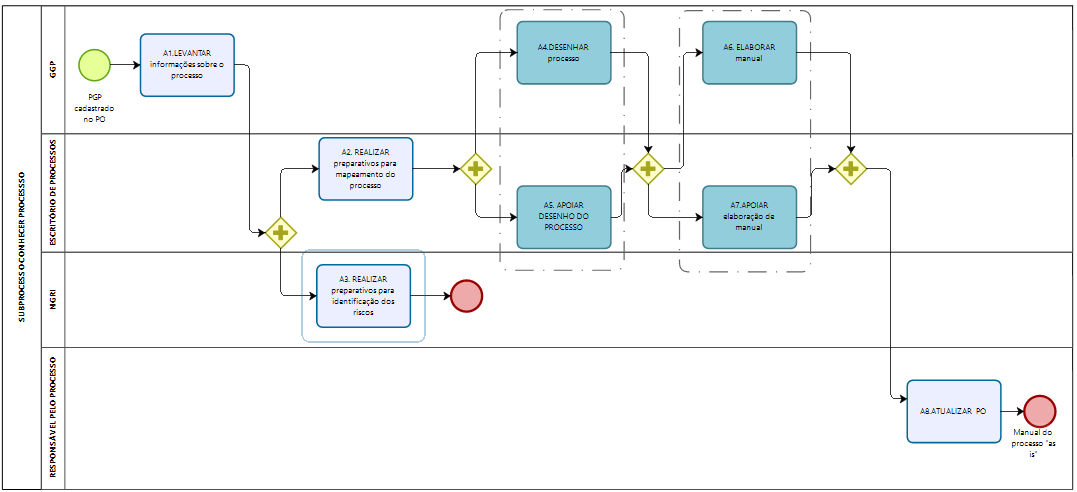 SUBPROCESSO CONHECER PROCESSSO
GGP
PGP
cadastrado
no PO
A1.LEVANTAR
informações sobre o
processo
A4.DESENHAR
processo
A6. ELABORAR
manual
ESCRITÓRIO DE PROCESSOS
A2. REALIZAR
preparativos para
mapeamento do
processo
A5. APOIAR
DESENHO DO
PROCESSO
A7.APOIAR
elaboração de
manual
NGRI
A3. REALIZAR
preparativos para
identificação dos
riscos
RESPONSÁVEL PELO PROCESSO
A8.ATUALIZAR PO
Manual do
processo "as
is"